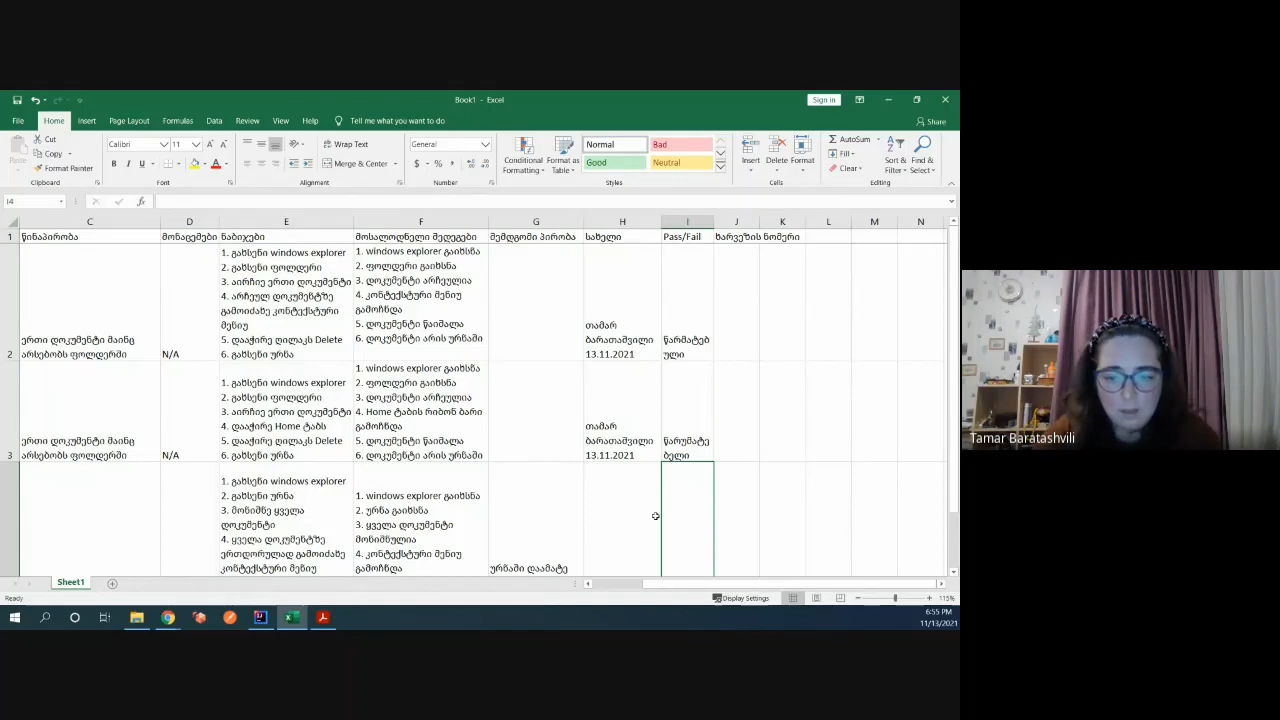 Book1 - Excel
Sign in
File Home Insert Page Layout Formulas Data Review View Help Tell me what you want to do Share
Cut
Copy
Format Painter
Paste
Clipboard
Calibri 11
B I U
Font
Wrap Text
Merge & Center
Alignment
General
$ % ,
Number
Conditional Formatting
Format as Table
Normal Bad
Good Neutral
Styles
Insert Delete Format
Cells
AutoSum
Fill
Clear
Sort & Filter
Find & Select
Editing
I4
C D E F G H I J K L M N
1 წინაპირობა მონაცემები ნაბიჯები მოსალოდნელი შედეგები შემდგომი პირობა სახელი Pass/Fail ხარვეზის ნომერი
2
ერთი დოკუმენტი მაინც
არსებობს ფოლდერში
N/A
1. გახსენი windows explorer
2. გახსენი ფოლდერი
3. აირჩიე ერთი დოკუმენტი
4. არჩეულ დოკუმენტზე
გამოიძახე კონტექსტური
მენიუ
5. დააჭირე ღილაკს Delete
6. გახსენი ურნა
1. windows explorer გაიხსნა
2. ფოლდერი გაიხსნა
3. დოკუმენტი არჩეულია
4. კონტექსტური მენიუ
გამოჩნდა
5. დოკუმენტი წაიშალა
6. დოკუმენტი არის ურნაში
თამარ
ბარათაშვილი
13.11.2021
წარმატებ
ული
3
ერთი დოკუმენტი მაინც
არსებობს ფოლდერში
N/A
1. გახსენი windows explorer
2. გახსენი ფოლდერი
3. აირჩიე ერთი დოკუმენტი
4. დააჭირე Home ტაბს
5. დააჭირე ღილაკს Delete
6. გახსენი ურნა
1. windows explorer გაიხსნა
2. ფოლდერი გაიხსნა
3. დოკუმენტი არჩეულია
4. Home ტაბის რიბონ ბარი
გამოჩნდა
5. დოკუმენტი წაიშალა
6. დოკუმენტი არის ურნაში
თამარ
ბარათაშვილი
13.11.2021
წარუმატე
ბელი
1. გახსენი windows explorer
2. გახსენი ურნა
3. მონიშნე ყველა
დოკუმენტი
4. ყველა დოკუმენტზე
ერთდროულად გამოიძახე
კონტექსტური მენიუ
1. windows explorer გაიხსნა
2. ურნა გაიხსნა
3. ყველა დოკუმენტი
მონიშნულია
4. კონტექსტური მენიუ
გამოჩნდა
ურნაში დაამატე
Sheet1
Ready
Display Settings
115%
6:55 PM
11/13/2021
Tamar Baratashvili